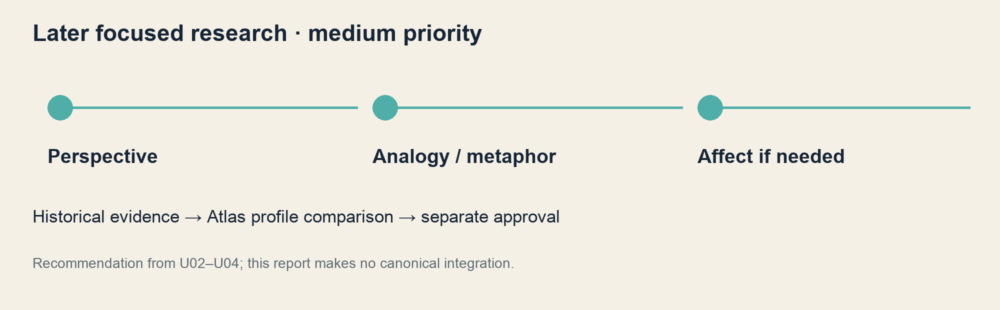 Later focused research · medium priority
Perspective
Analogy / metaphor
Affect if needed
Historical evidence → Atlas profile comparison → separate approval
Recommendation from U02–U04; this report makes no canonical integration.